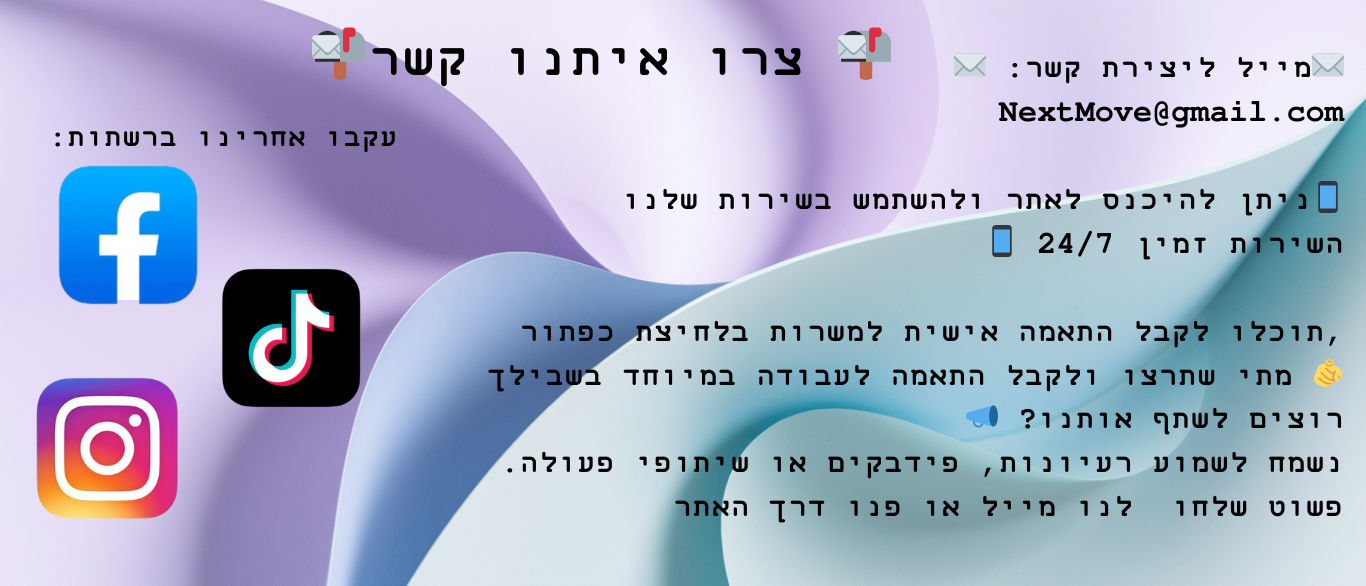 📬 צרו איתנו קשר 📬
✉️מייל ליצירת קשר: ✉️
NextMove@gmail.com
עקבו אחרינו ברשתות:
📱ניתן להיכנס לאתר ולהשתמש בשירות שלנו
השירות זמין 24/7 📱
,תוכלו לקבל התאמה אישית למשרות בלחיצת כפתור
מתי שתרצו ולקבל התאמה לעבודה במיוחד בשבילך
רוצים לשתף אותנו? 📣
נשמח לשמוע רעיונות, פידבקים או שיתופי פעולה.
פשוט שלחו לנו מייל או פנו דרך האתר